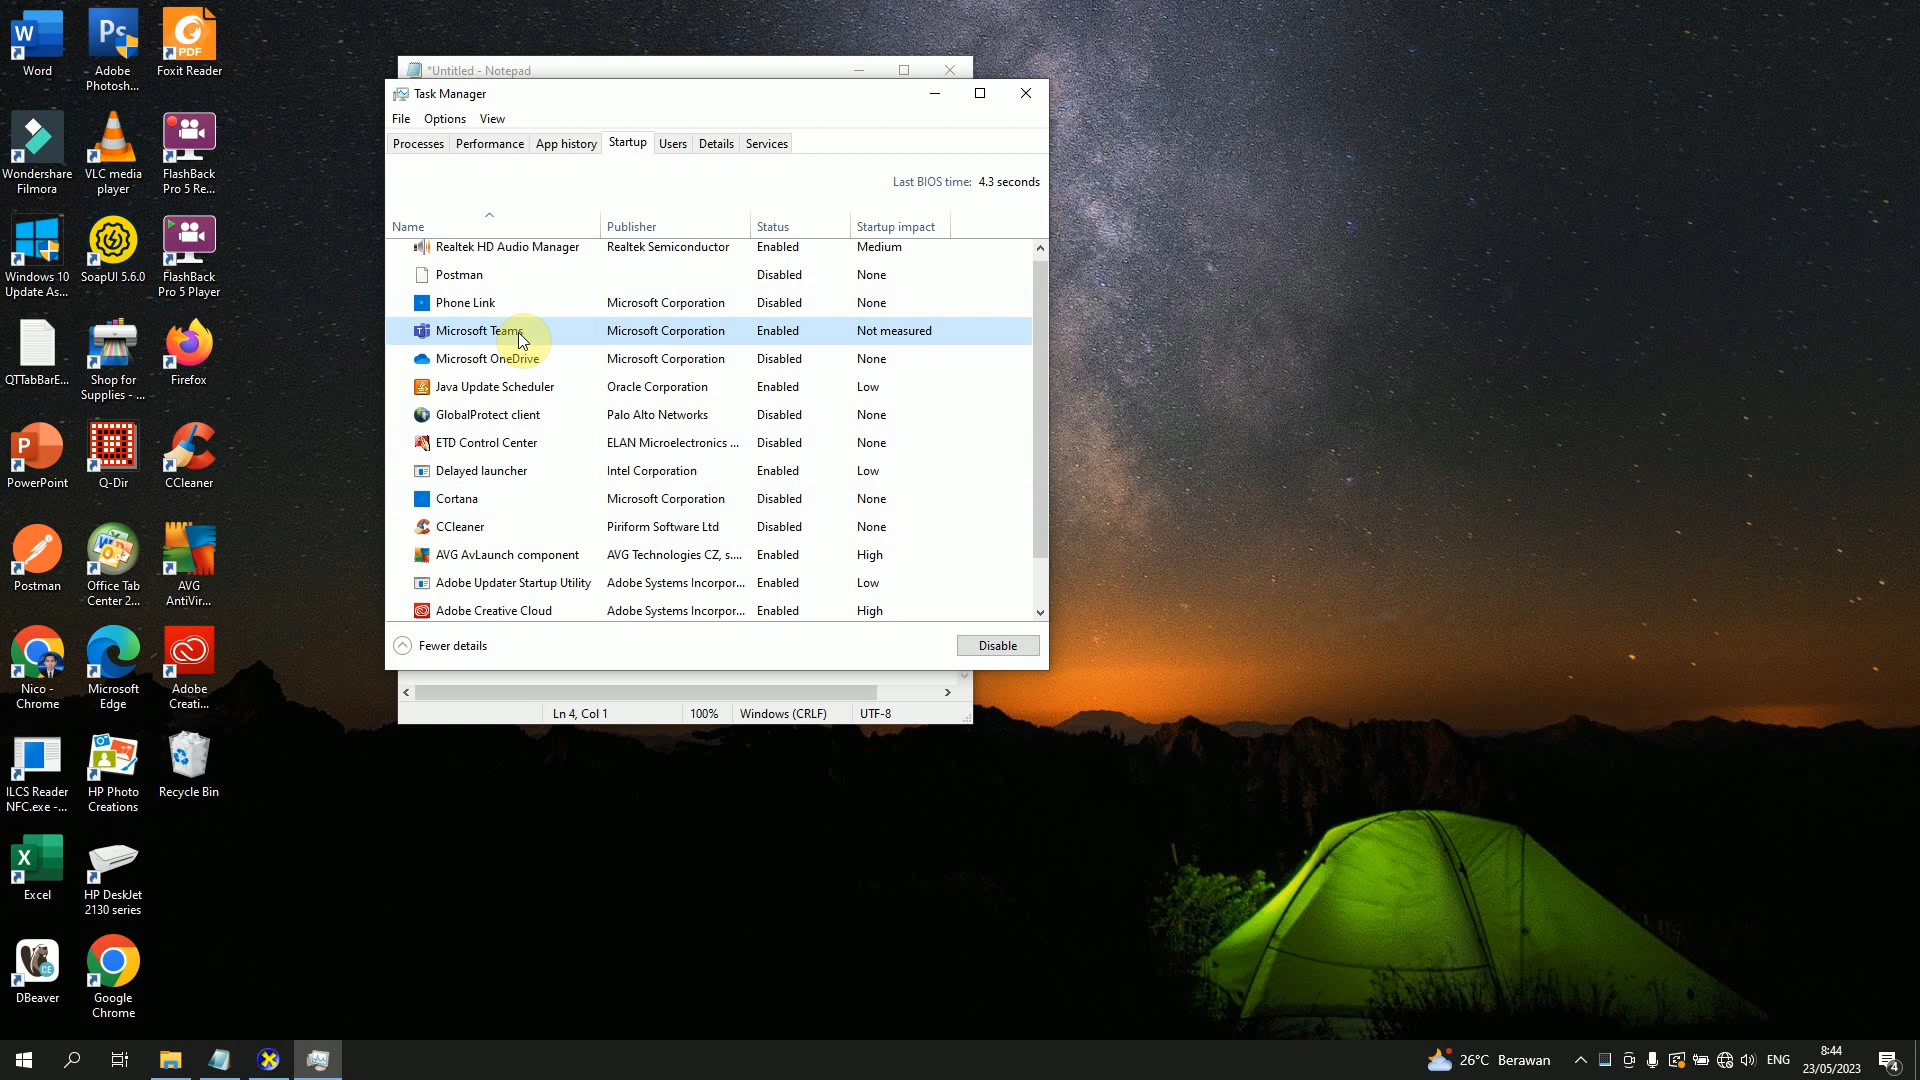 Word
Adobe
Photosh...
Foxit Reader
Wondershare
Filmora
VLC media
player
FlashBack
Pro 5 Re...
Windows 10
Update As...
SoapUI 5.6.0
FlashBack
Pro 5 Player
QTTabBarE...
Shop for
Supplies - ...
Firefox
PowerPoint
Q-Dir
CCleaner
Postman
Office Tab
Center 2...
AVG
AntiVir...
Nico -
Chrome
Microsoft
Edge
Adobe
Creati...
ILCS Reader
NFC.exe -...
HP Photo
Creations
Recycle Bin
Excel
HP DeskJet
2130 series
DBeaver
Google
Chrome
*Untitled - Notepad
Task Manager
File Options View
Processes Performance App history Startup Users Details Services
Last BIOS time: 4.3 seconds
Name Publisher Status Startup impact
Realtek HD Audio Manager Realtek Semiconductor Enabled Medium
Postman Disabled None
Phone Link Microsoft Corporation Disabled None
Microsoft Teams Microsoft Corporation Enabled Not measured
Microsoft OneDrive Microsoft Corporation Disabled None
Java Update Scheduler Oracle Corporation Enabled Low
GlobalProtect client Palo Alto Networks Disabled None
ETD Control Center ELAN Microelectronics ... Disabled None
Delayed launcher Intel Corporation Enabled Low
Cortana Microsoft Corporation Disabled None
CCleaner Piriform Software Ltd Disabled None
AVG AvLaunch component AVG Technologies CZ, s.... Enabled High
Adobe Updater Startup Utility Adobe Systems Incorpor... Enabled Low
Adobe Creative Cloud Adobe Systems Incorpor... Enabled High
Fewer details
Disable
Ln 4, Col 1 100% Windows (CRLF) UTF-8
26°C Berawan
ENG
8:44
23/05/2023
4